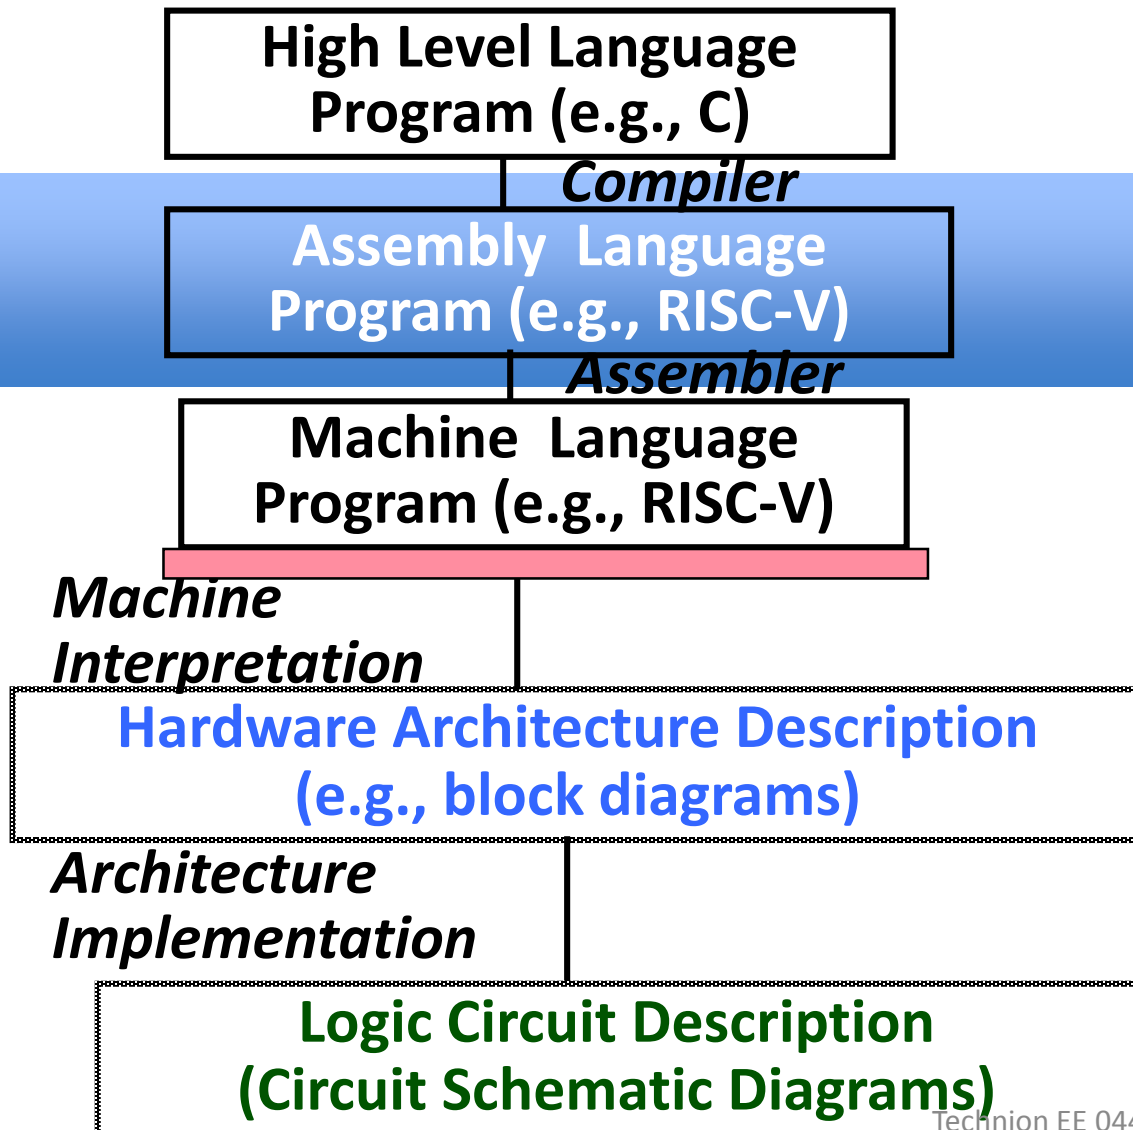 High Level Language
Program (e.g., C)
Compiler
Assembly Language
Program (e.g., RISC-V)
Assembler
Machine Language
Program (e.g., RISC-V)
Machine
Interpretation
Hardware Architecture Description
(e.g., block diagrams)
Architecture
Implementation
Logic Circuit Description
(Circuit Schematic Diagrams)
Technion EE 044